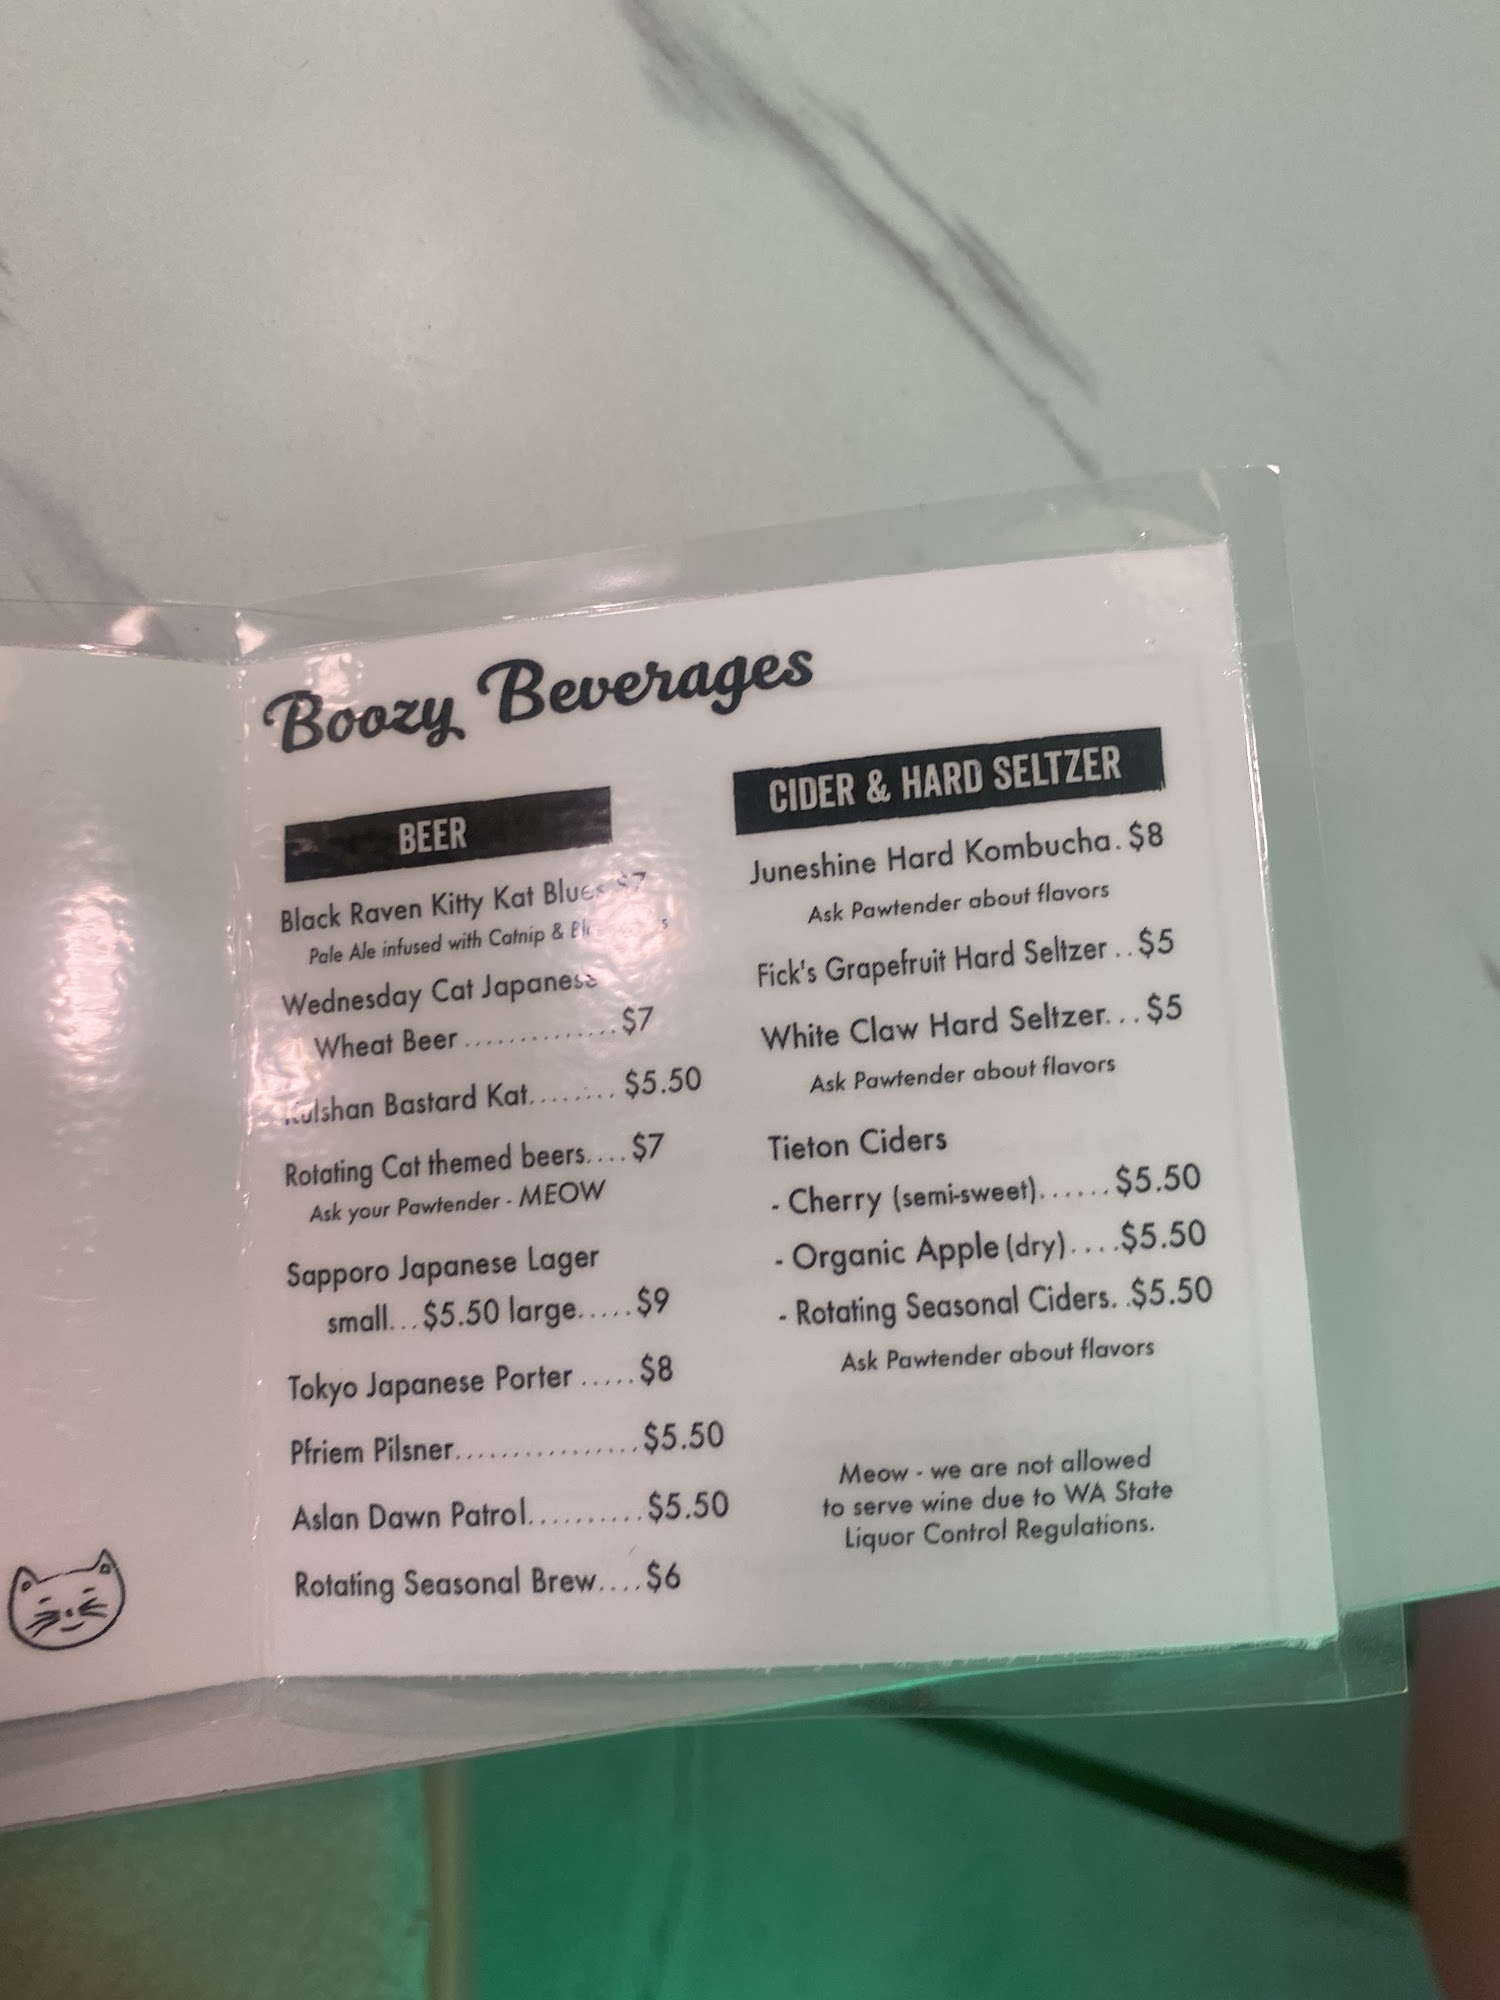 Boozy Beverages
BEER
Black Raven Kitty Kat Blues $7
Pale Ale infused with Catnip &
Wednesday Cat Japanese
Wheat Beer .............$7
Kulshan Bastard Kat........ $5.50
Rotating Cat themed beers....$7
Ask your Pawtender - MEOW
Sapporo Japanese Lager
small...$5.50 large.....$9
Tokyo Japanese Porter .....$8
Pfriem Pilsner................$5.50
Aslan Dawn Patrol..........$5.50
Rotating Seasonal Brew....$6
CIDER & HARD SELTZER
Juneshine Hard Kombucha. $8
Ask Pawtender about flavors
Fick's Grapefruit Hard Seltzer ..$5
White Claw Hard Seltzer...$5
Ask Pawtender about flavors
Tieton Ciders
- Cherry (semi-sweet)......$5.50
- Organic Apple (dry)....$5.50
- Rotating Seasonal Ciders..$5.50
Ask Pawtender about flavors
Meow - we are not allowed
to serve wine due to WA State
Liquor Control Regulations.